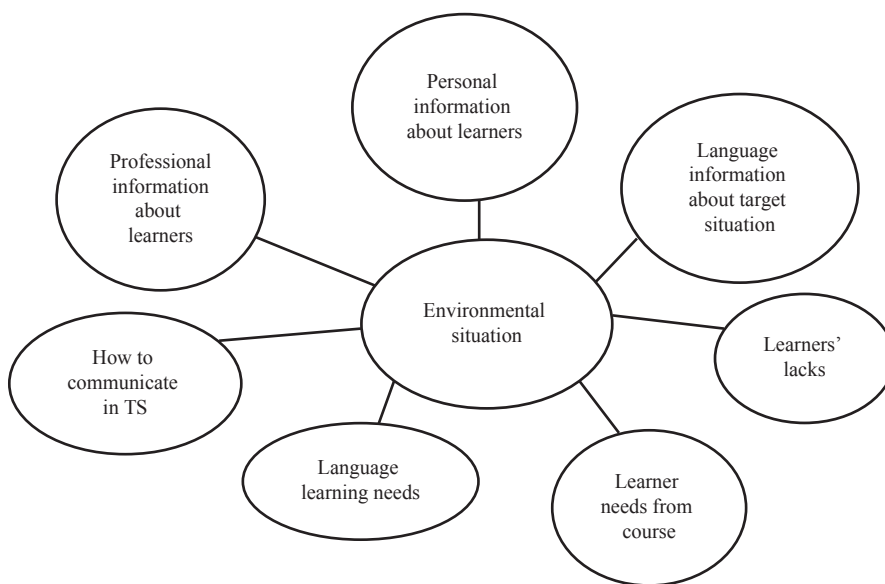 Personal
information
about learners
Professional
information
about
learners
Language
information
about target
situation
Environmental
situation
How to
communicate
in TS
Learners’
lacks
Language
learning needs
Learner
needs from
course